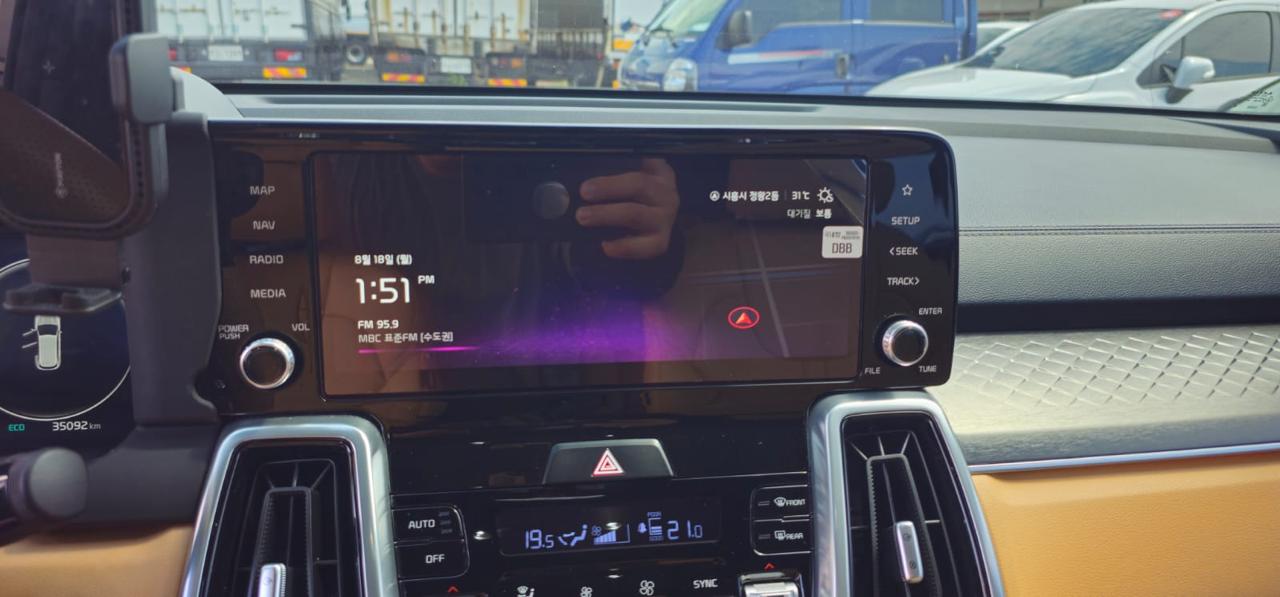 MAP
NAV
RADIO
MEDIA
POWER
PUSH
VOL
시흥시 정왕2동 31℃
대기질 보통
DBB
8월 18일 (월)
1:51 PM
FM 95.9
MBC 표준FM [수도권]
SETUP
<SEEK
TRACK>
ENTER
FILE
TUNE
ECO 35092 km
AUTO
OFF
19.5
21.0
FRONT
REAR
SYNC